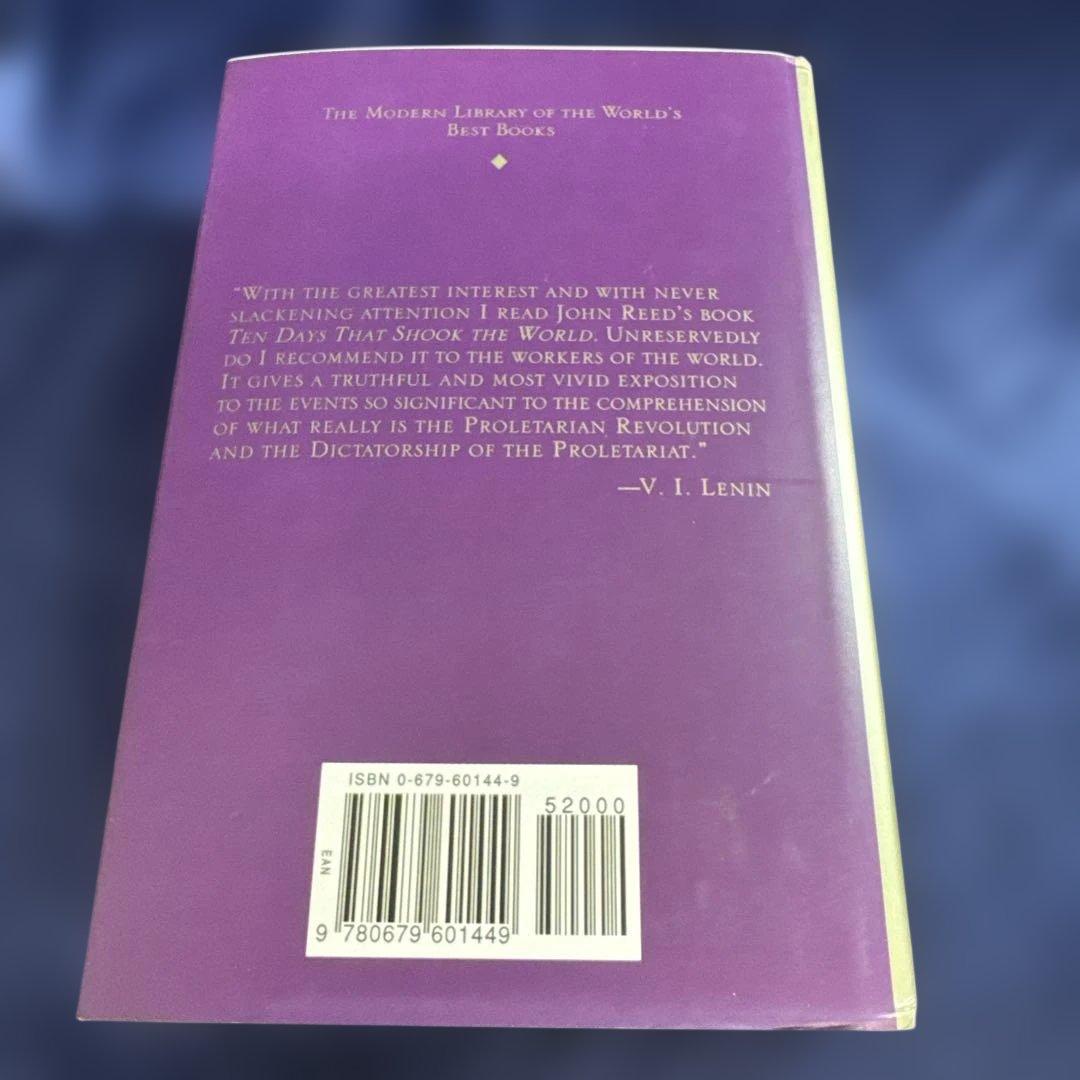 The Modern Library of the World's
Best Books
"With the greatest interest and with never
slackening attention I read John Reed's book
Ten Days That Shook the World. Unreservedly
do I recommend it to the workers of the world.
It gives a truthful and most vivid exposition
to the events so significant to the comprehension
of what really is the Proletarian Revolution
and the Dictatorship of the Proletariat."
—V. I. Lenin
ISBN 0-679-60144-9
52000
EAN
9 780679 601449